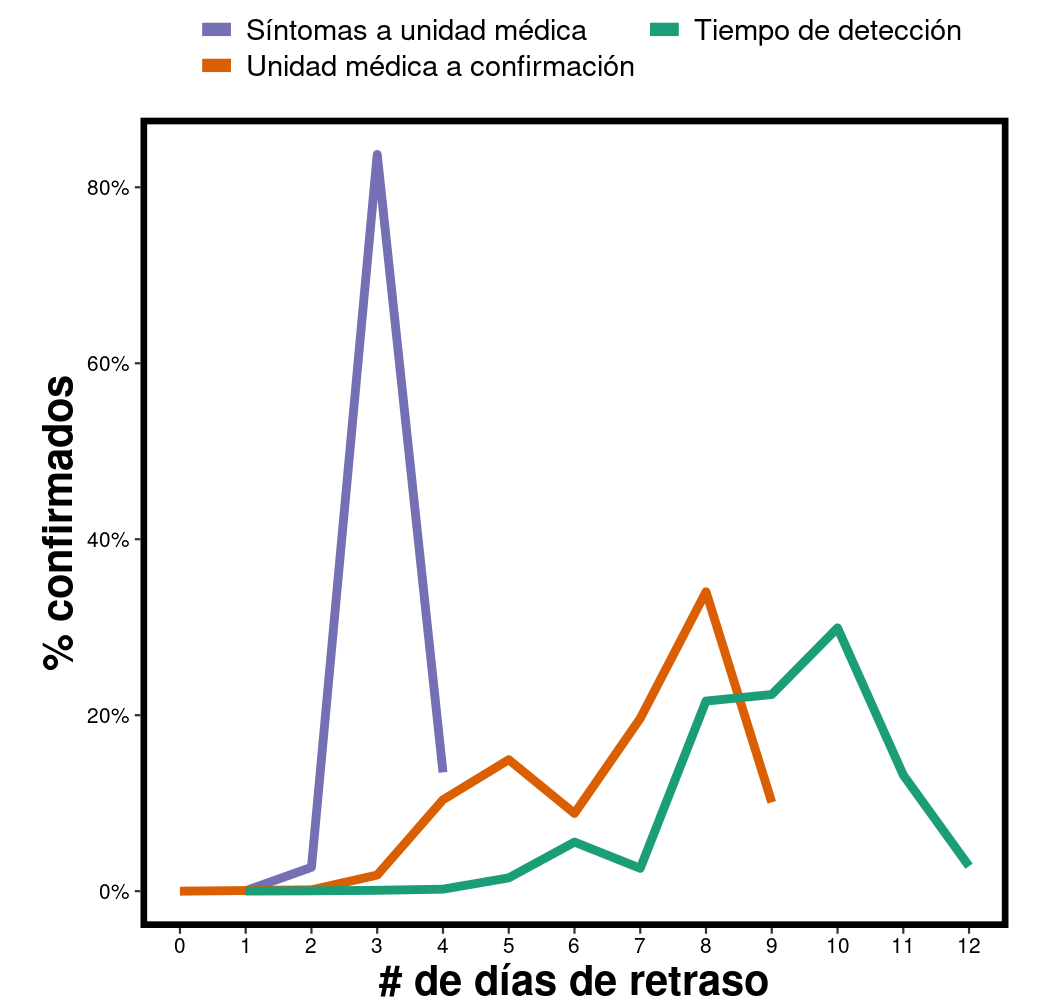 Síntomas a unidad médica
Tiempo de detección
Unidad médica a confirmación
% confirmados
80%
60%
40%
20%
0%
0 1 2 3 4 5 6 7 8 9 10 11 12
# de días de retraso